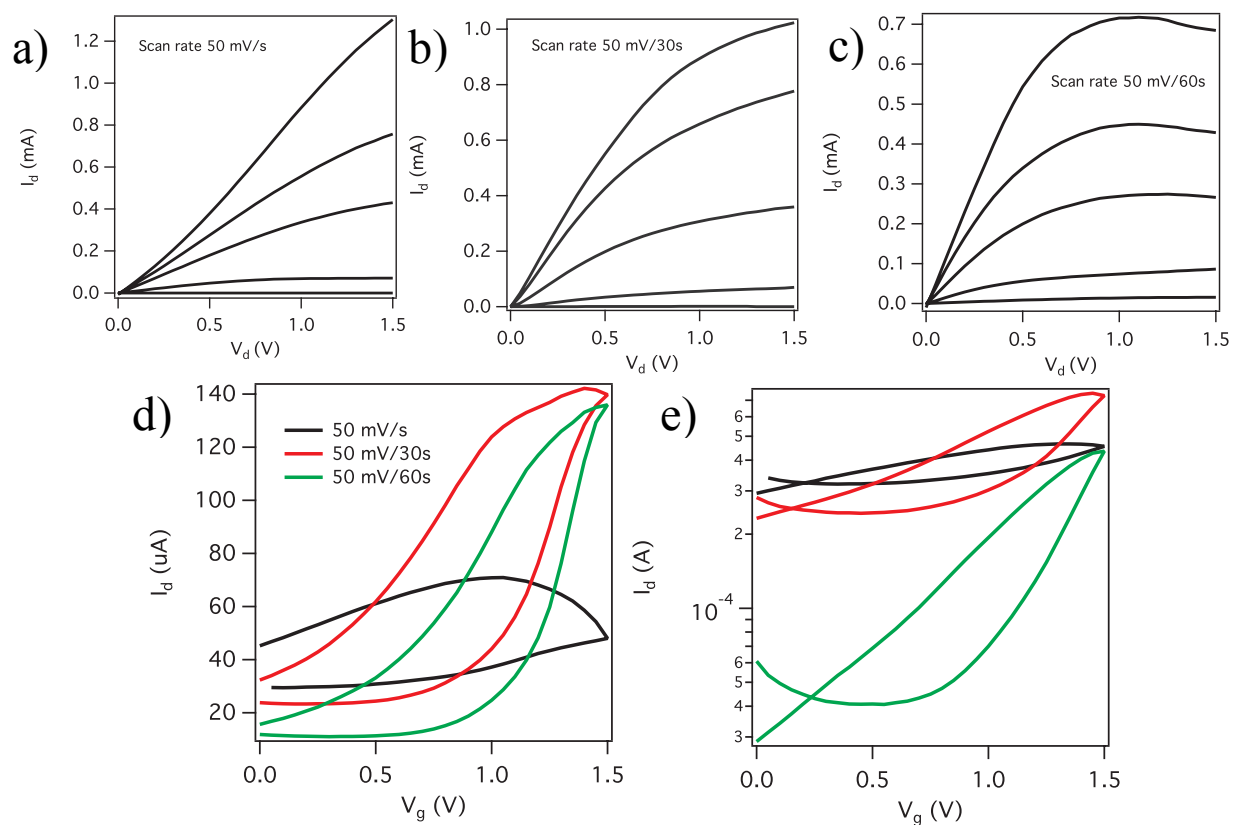 a)
Scan rate 50 mV/s
I_d (mA)
1.2
1.0
0.8
0.6
0.4
0.2
0.0
0.0 0.5 1.0 1.5
V_d (V)
b)
Scan rate 50 mV/30s
I_d (mA)
1.0
0.8
0.6
0.4
0.2
0.0
0.0 0.5 1.0 1.5
V_d (V)
c)
Scan rate 50 mV/60s
I_d (mA)
0.7
0.6
0.5
0.4
0.3
0.2
0.1
0.0
0.0 0.5 1.0 1.5
V_d (V)
d)
50 mV/s
50 mV/30s
50 mV/60s
I_d (uA)
140
120
100
80
60
40
20
0.0 0.5 1.0 1.5
V_g (V)
e)
I_d (A)
6
5
4
3
2
10^-4
6
5
4
3
0.0 0.5 1.0 1.5
V_g (V)